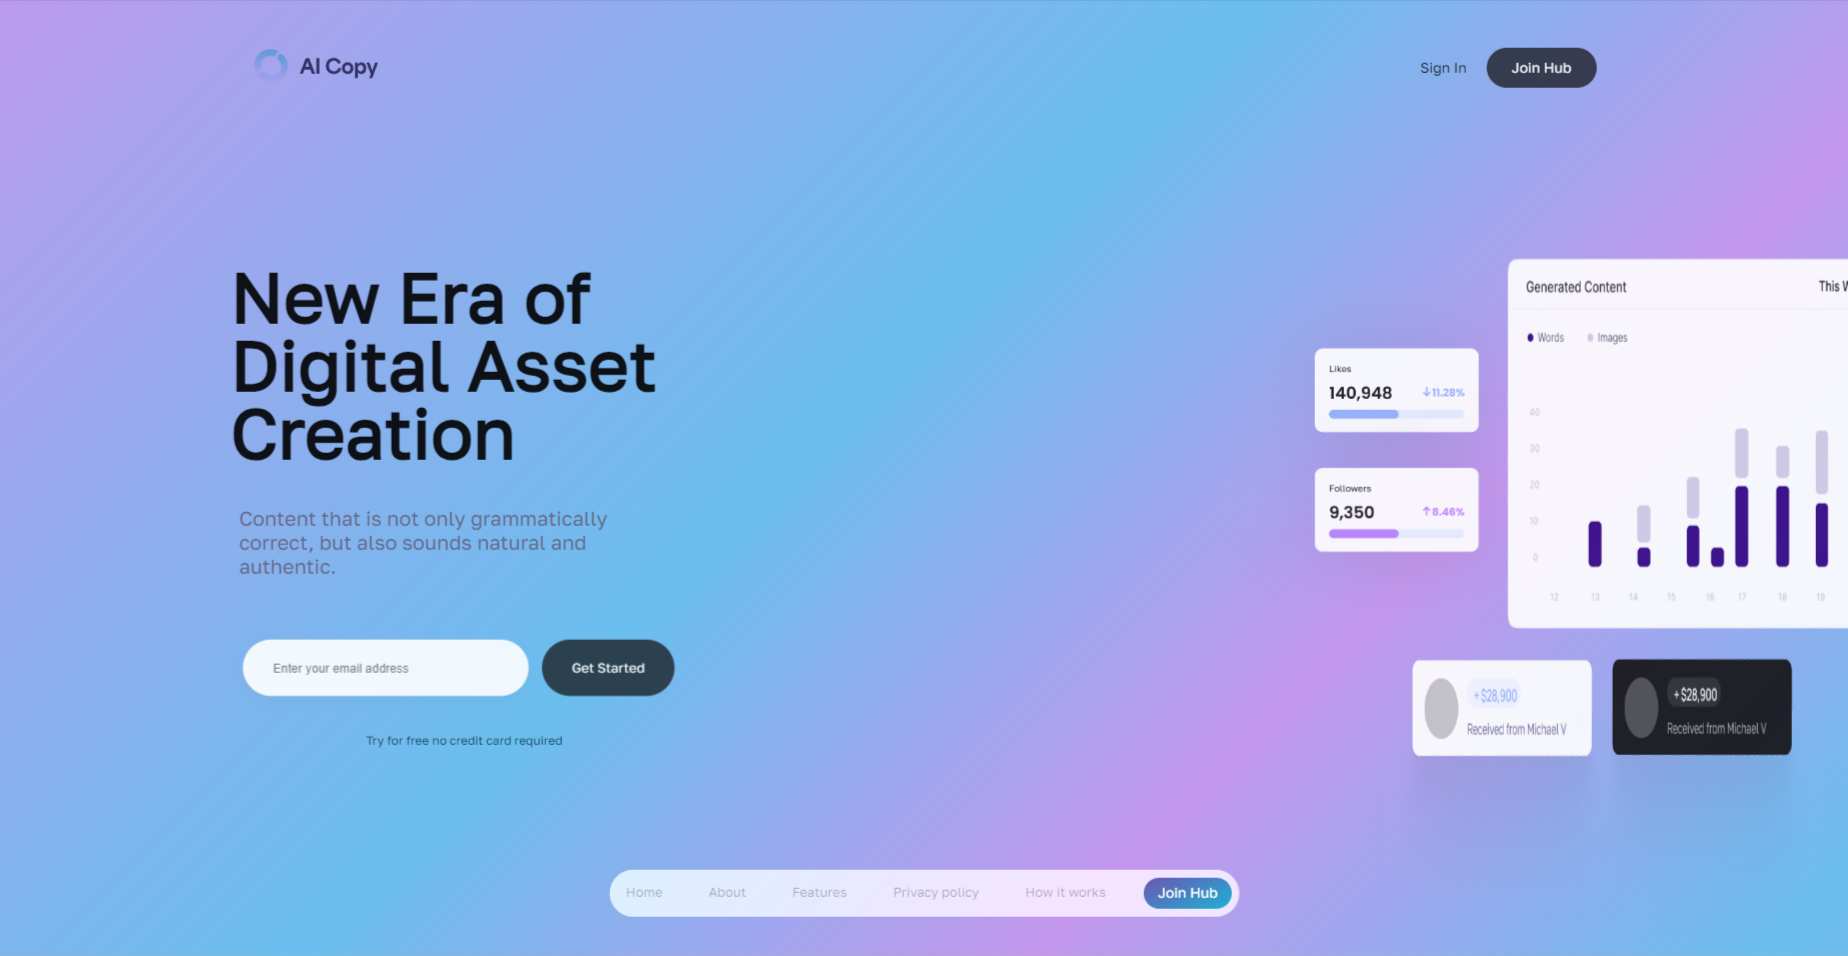 AI Copy
Sign In
Join Hub
New Era of
Digital Asset
Creation
Content that is not only grammatically
correct, but also sounds natural and
authentic.
Enter your email address
Get Started
Try for free no credit card required
Likes
140,948
↓11.28%
Followers
9,350
↑8.46%
Generated Content
This W
Words
Images
40
30
20
10
0
12 13 14 15 16 17 18 19
+ $28,900
Received from Michael V
+ $28,900
Received from Michael V
Home About Features Privacy policy How it works Join Hub